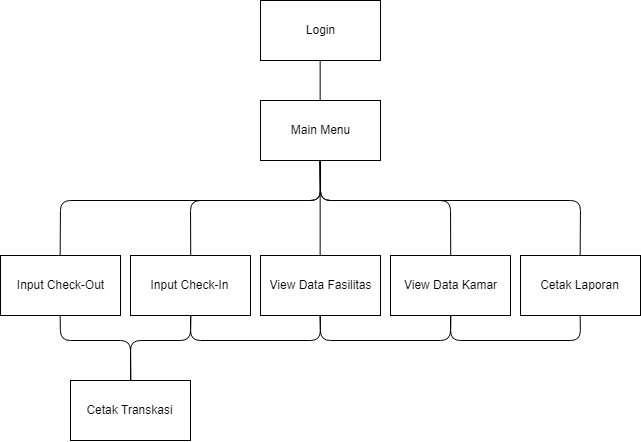 Login
Main Menu
Input Check-Out
Input Check-In
View Data Fasilitas
View Data Kamar
Cetak Laporan
Cetak Transkasi